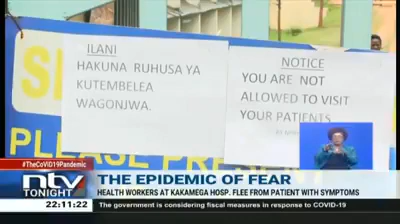 ILANI
HAKUNA RUHUSA YA
KUTEMBELEA
WAGONJWA.
NOTICE
YOU ARE NOT
ALLOWED TO VISIT
YOUR PATIENTS
PLEASE
#TheCoVID19Pandemic
ntv
TONIGHT
THE EPIDEMIC OF FEAR
HEALTH WORKERS AT KAKAMEGA HOSP. FLEE FROM PATIENT WITH SYMPTOMS
22:11:22
The government is considering fiscal measures in response to COVID-19